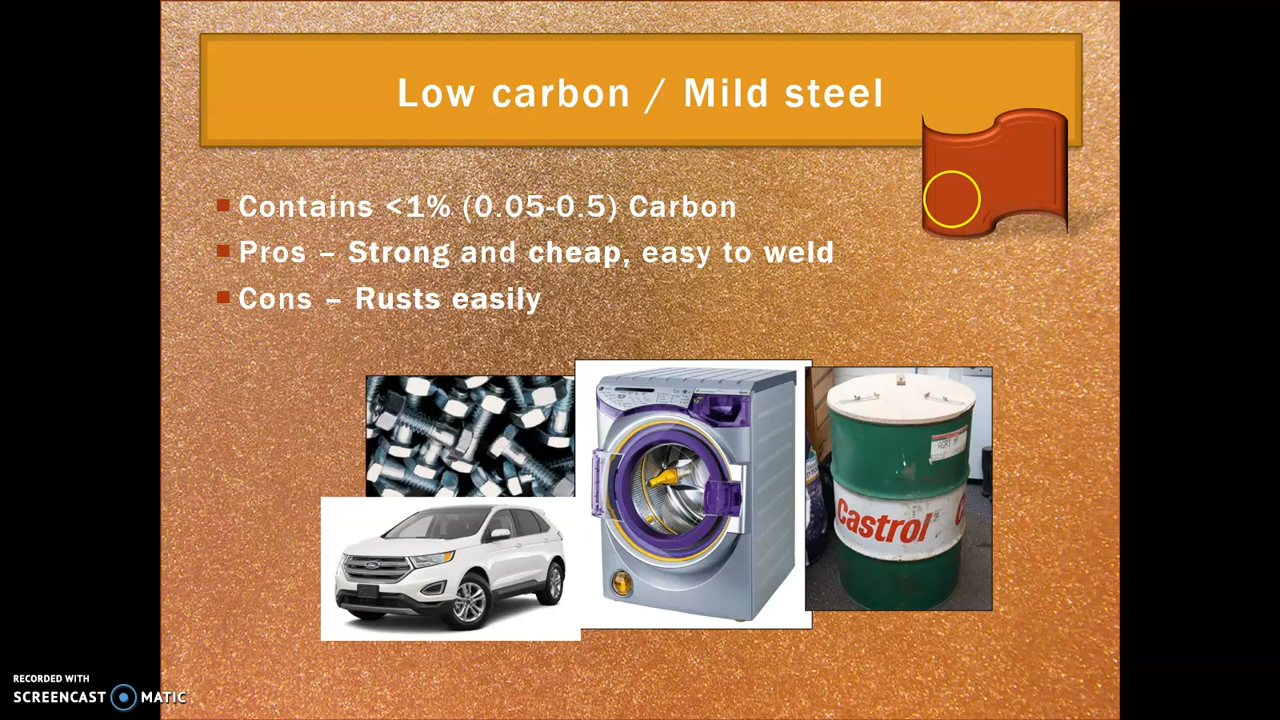 Low carbon / Mild steel
Contains <1% (0.05-0.5) Carbon
Pros – Strong and cheap, easy to weld
Cons – Rusts easily
Castrol
RECORDED WITH
SCREENCAST MATIC